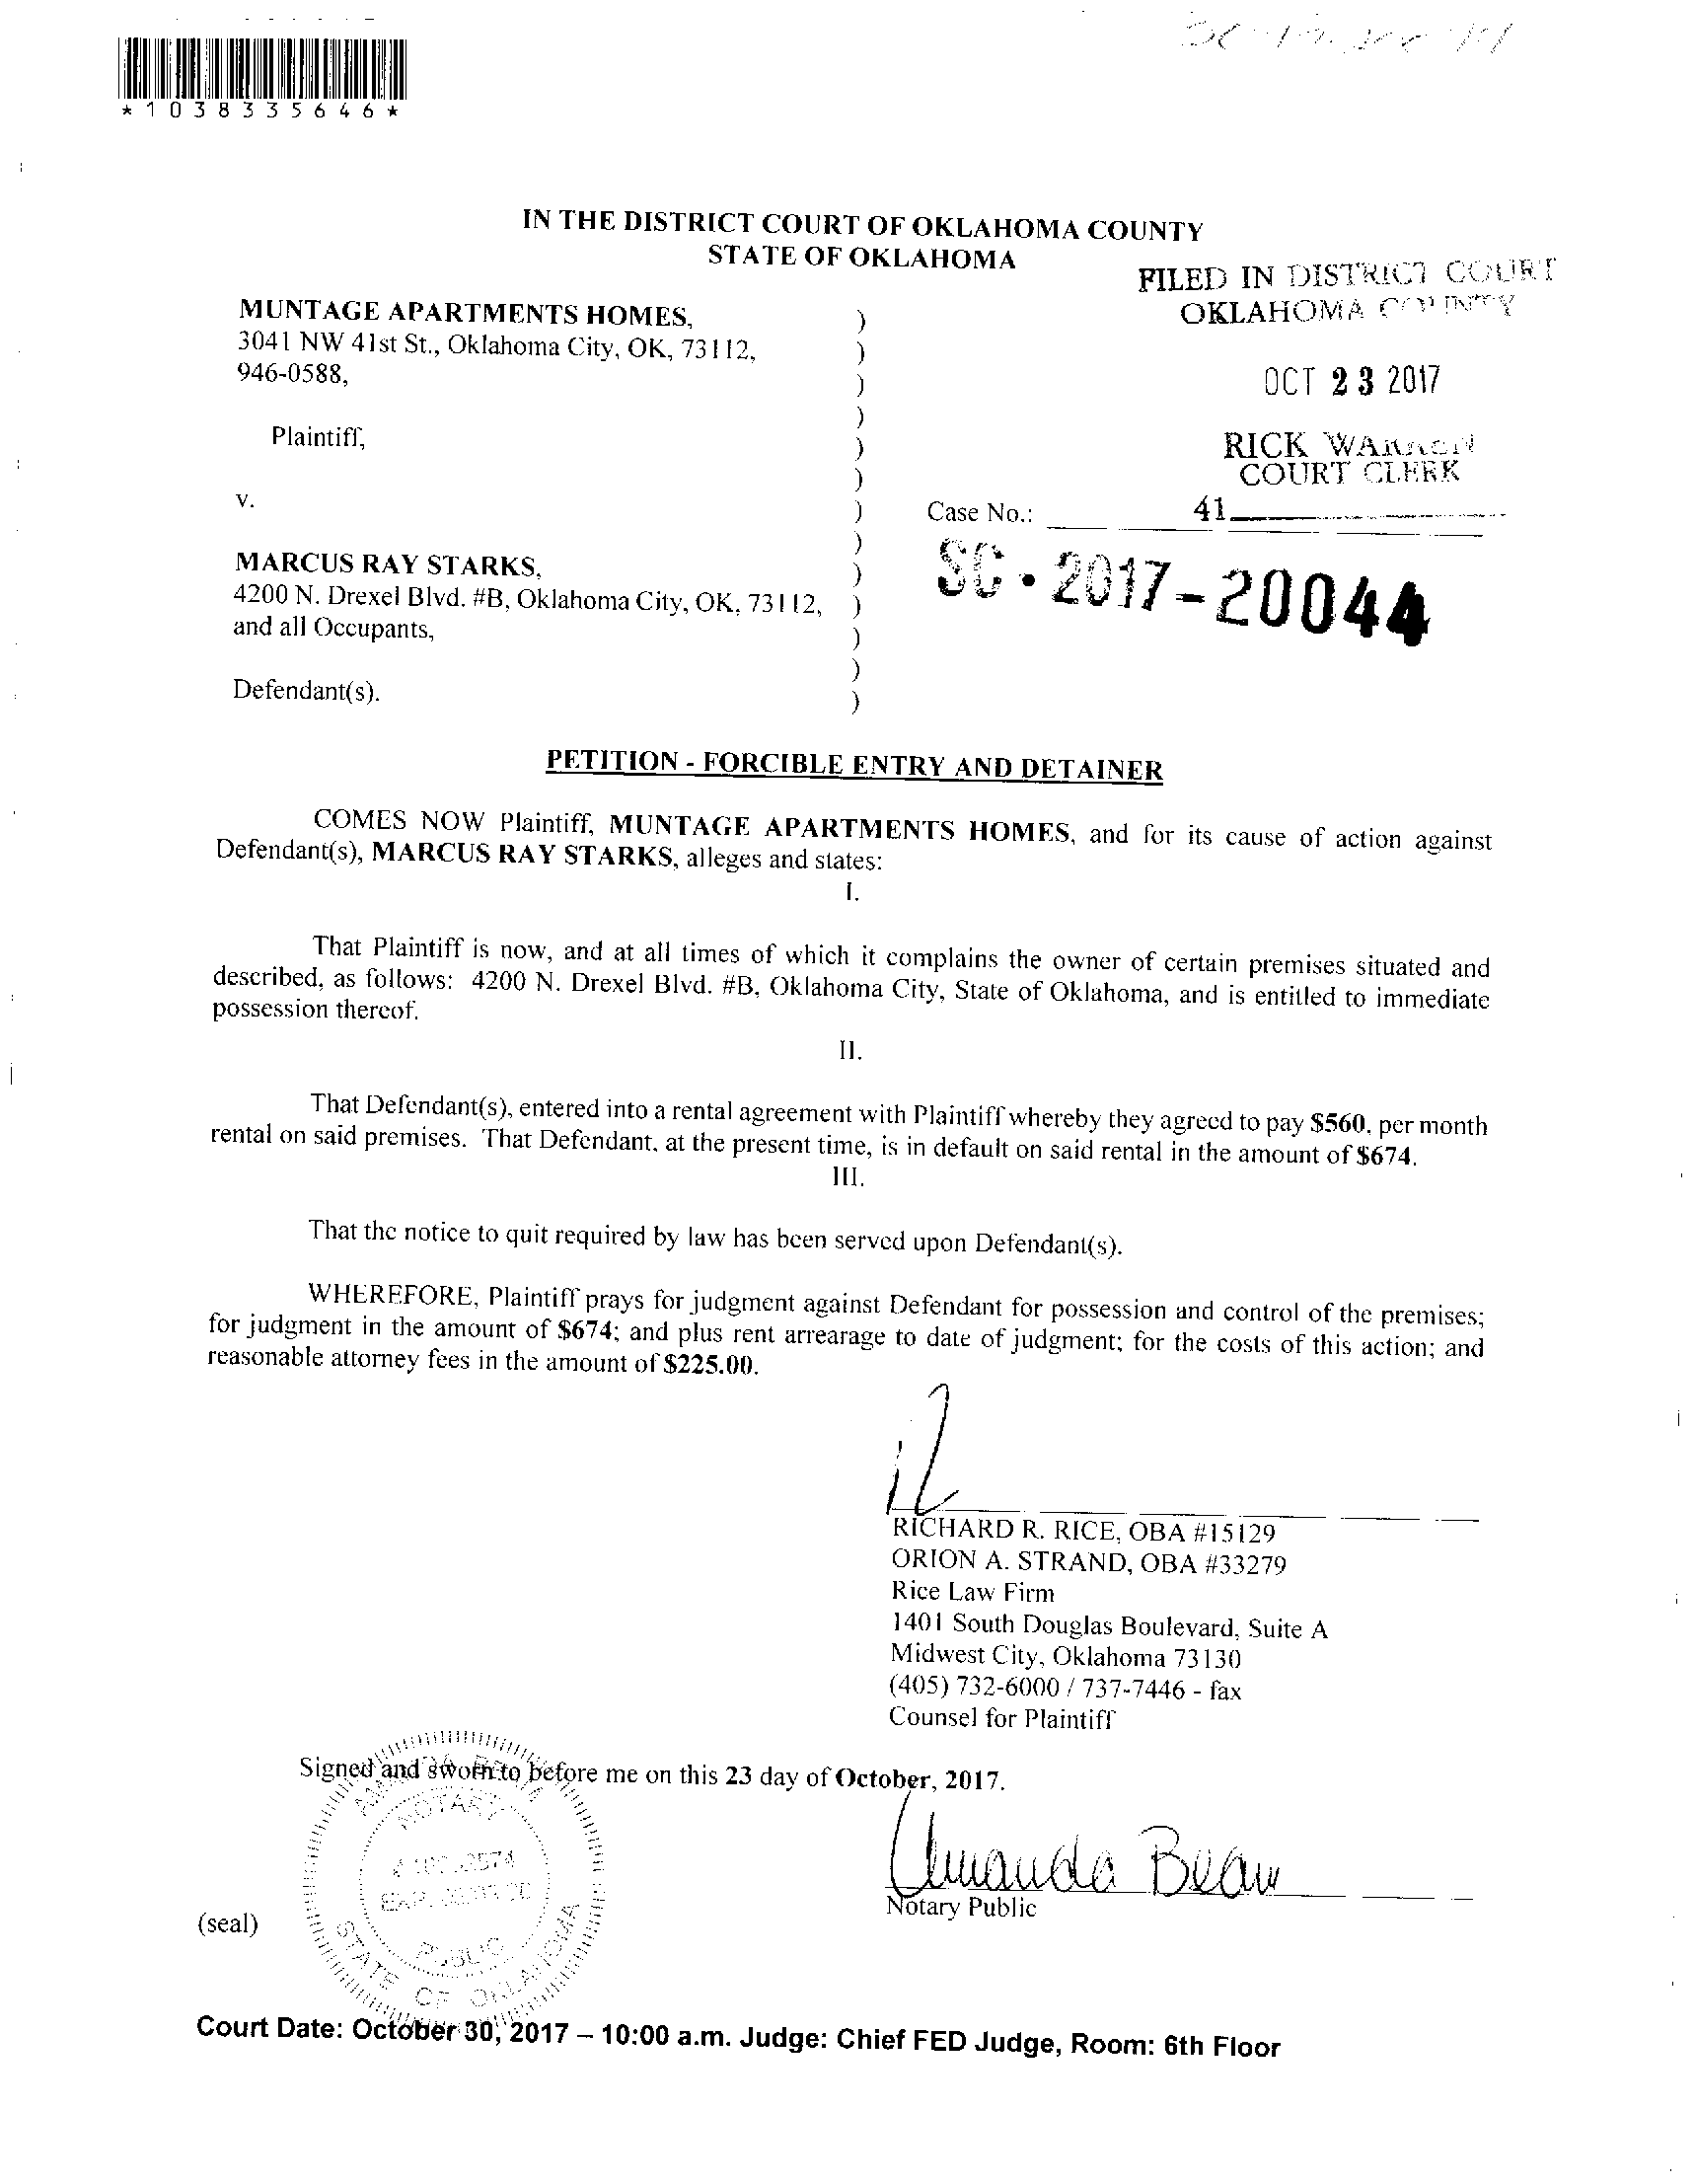 *1038335646*
IN THE DISTRICT COURT OF OKLAHOMA COUNTY
STATE OF OKLAHOMA
FILED IN DISTRICT COURT
OKLAHOMA COUNTY
OCT 23 2017
RICK WARREN
COURT CLERK
41
MUNTAGE APARTMENTS HOMES,
3041 NW 41st St., Oklahoma City, OK, 73112,
946-0588,
Plaintiff,
v.
Case No.:
SC-2017-20044
MARCUS RAY STARKS,
4200 N. Drexel Blvd. #B, Oklahoma City, OK, 73112,
and all Occupants,
Defendant(s).
PETITION - FORCIBLE ENTRY AND DETAINER
COMES NOW Plaintiff, MUNTAGE APARTMENTS HOMES, and for its cause of action against
Defendant(s), MARCUS RAY STARKS, alleges and states:
I.
That Plaintiff is now, and at all times of which it complains the owner of certain premises situated and
described, as follows: 4200 N. Drexel Blvd. #B, Oklahoma City, State of Oklahoma, and is entitled to immediate
possession thereof.
II.
That Defendant(s), entered into a rental agreement with Plaintiff whereby they agreed to pay $560, per month
rental on said premises. That Defendant, at the present time, is in default on said rental in the amount of $674.
III.
That the notice to quit required by law has been served upon Defendant(s).
WHEREFORE, Plaintiff prays for judgment against Defendant for possession and control of the premises;
for judgment in the amount of $674; and plus rent arrearage to date of judgment; for the costs of this action; and
reasonable attorney fees in the amount of $225.00.
RICHARD R. RICE, OBA #15129
ORION A. STRAND, OBA #33279
Rice Law Firm
1401 South Douglas Boulevard, Suite A
Midwest City, Oklahoma 73130
(405) 732-6000 / 737-7446 - fax
Counsel for Plaintiff
Signed and sworn to before me on this 23 day of October, 2017.
Amanda Bean
Notary Public
(seal)
NOTARY
PUBLIC
STATE OF OKLAHOMA
Court Date: October 30, 2017 – 10:00 a.m. Judge: Chief FED Judge, Room: 6th Floor